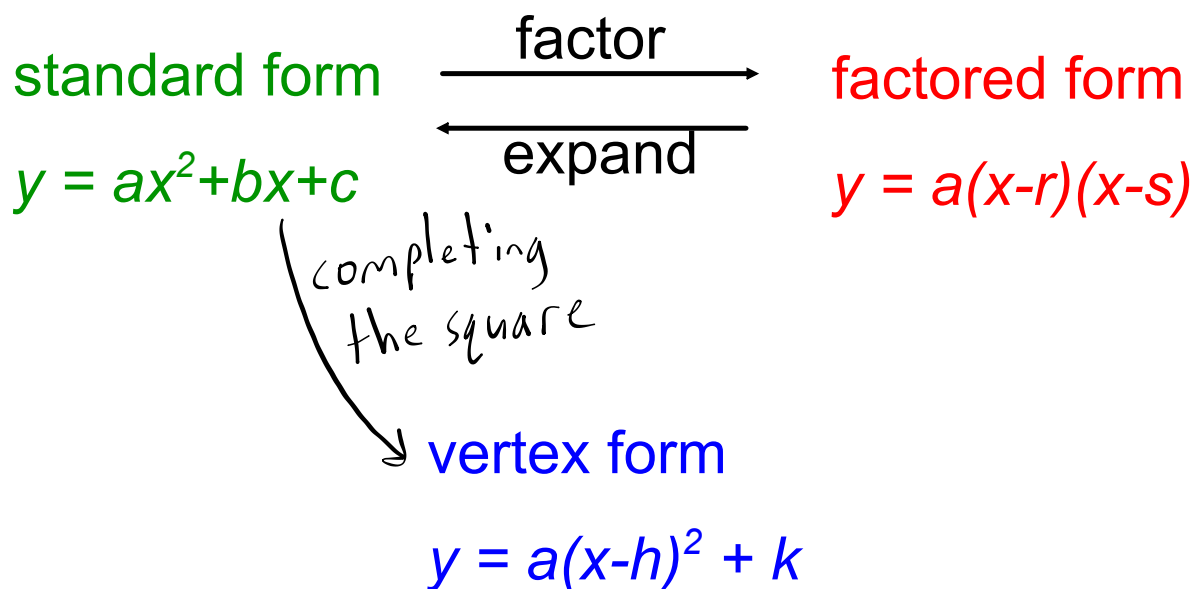 factor
standard form
factored form
expand
y = ax²+bx+c
y = a(x-r)(x-s)
completing
the square
vertex form
y = a(x-h)² + k